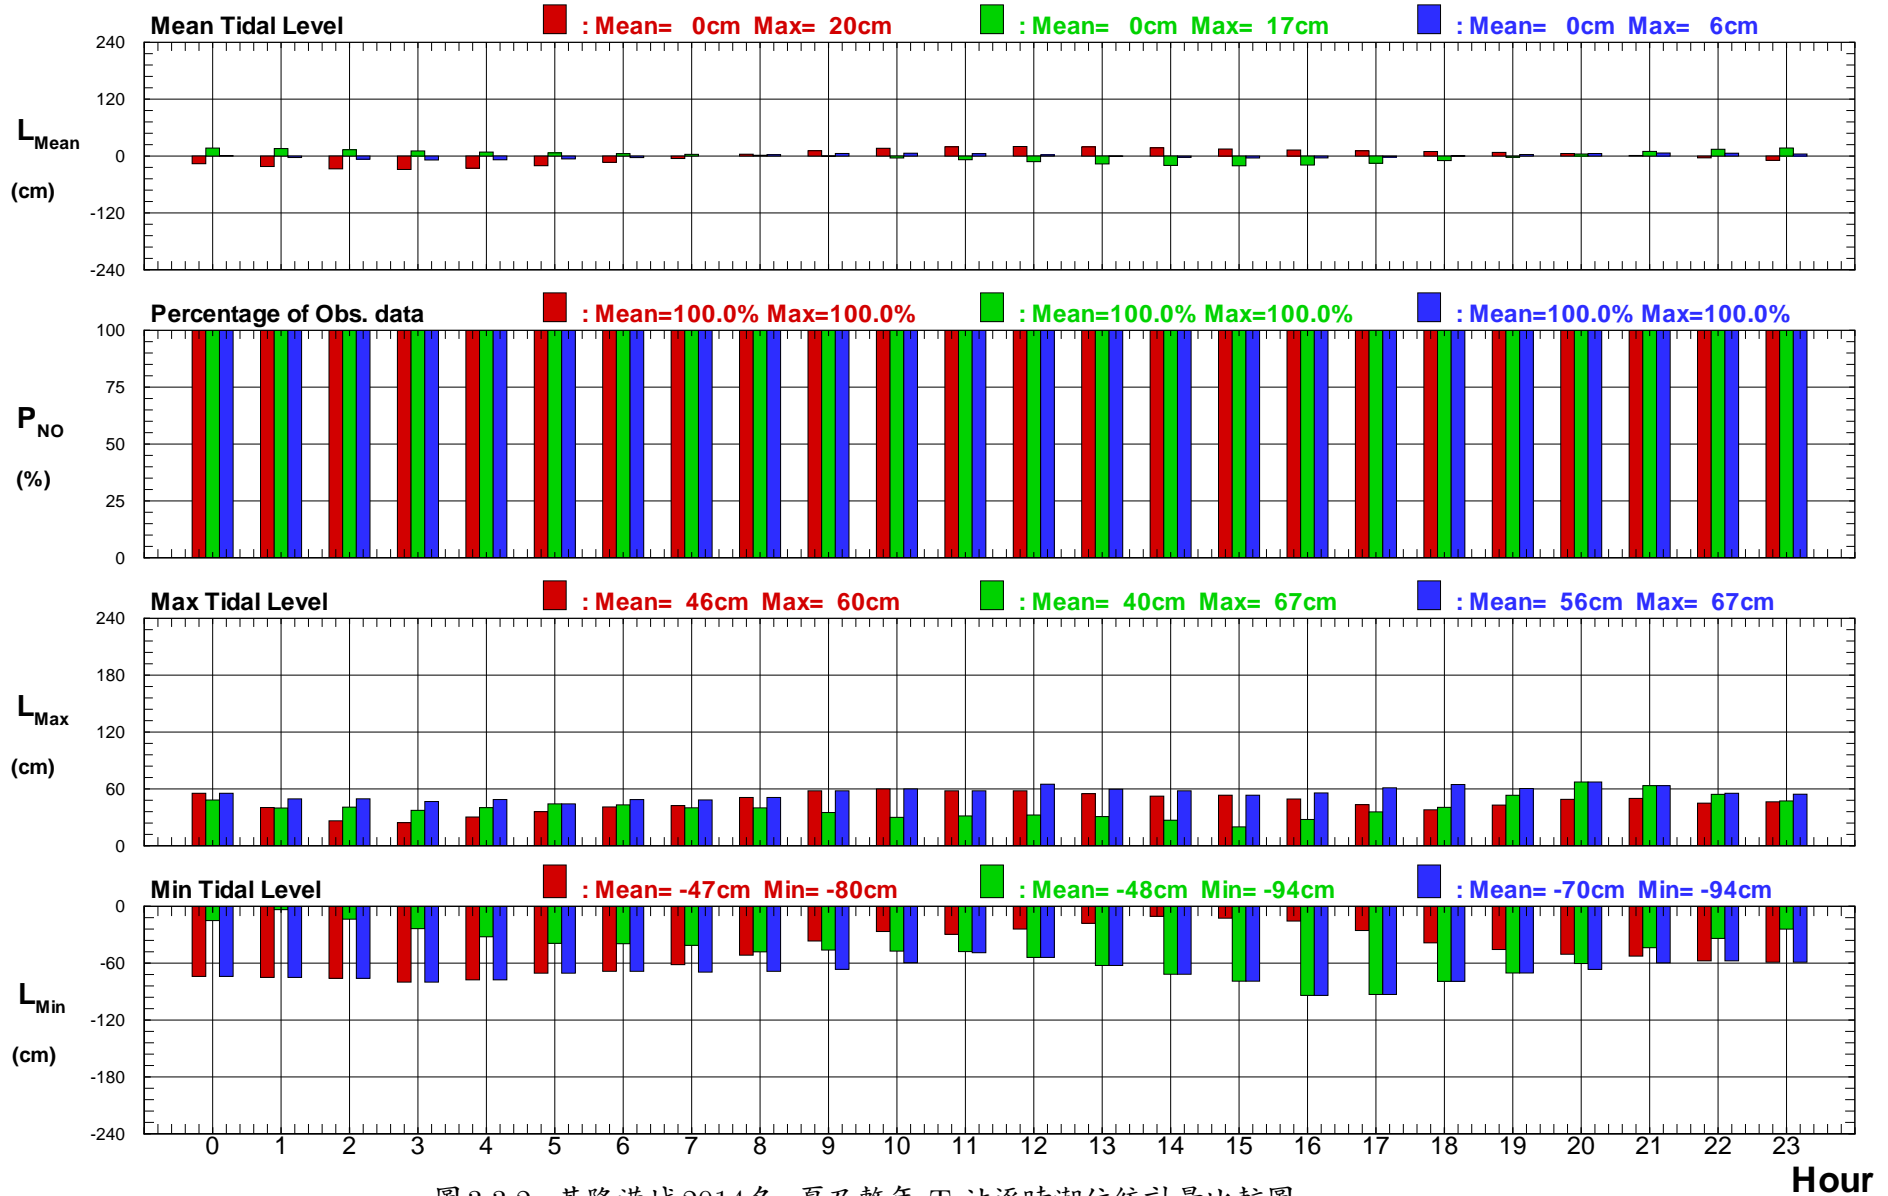 Mean Tidal Level : Mean= 0cm Max= 20cm : Mean= 0cm Max= 17cm : Mean= 0cm Max= 6cm
240
120
0
-120
-240
LMean
(cm)
Percentage of Obs. data : Mean=100.0% Max=100.0% : Mean=100.0% Max=100.0% : Mean=100.0% Max=100.0%
100
75
50
25
0
PNO
(%)
Max Tidal Level : Mean= 46cm Max= 60cm : Mean= 40cm Max= 67cm : Mean= 56cm Max= 67cm
240
180
120
60
0
LMax
(cm)
Min Tidal Level : Mean= -47cm Min= -80cm : Mean= -48cm Min= -94cm : Mean= -70cm Min= -94cm
0
-60
-120
-180
-240
LMin
(cm)
0 1 2 3 4 5 6 7 8 9 10 11 12 13 14 15 16 17 18 19 20 21 22 23
Hour